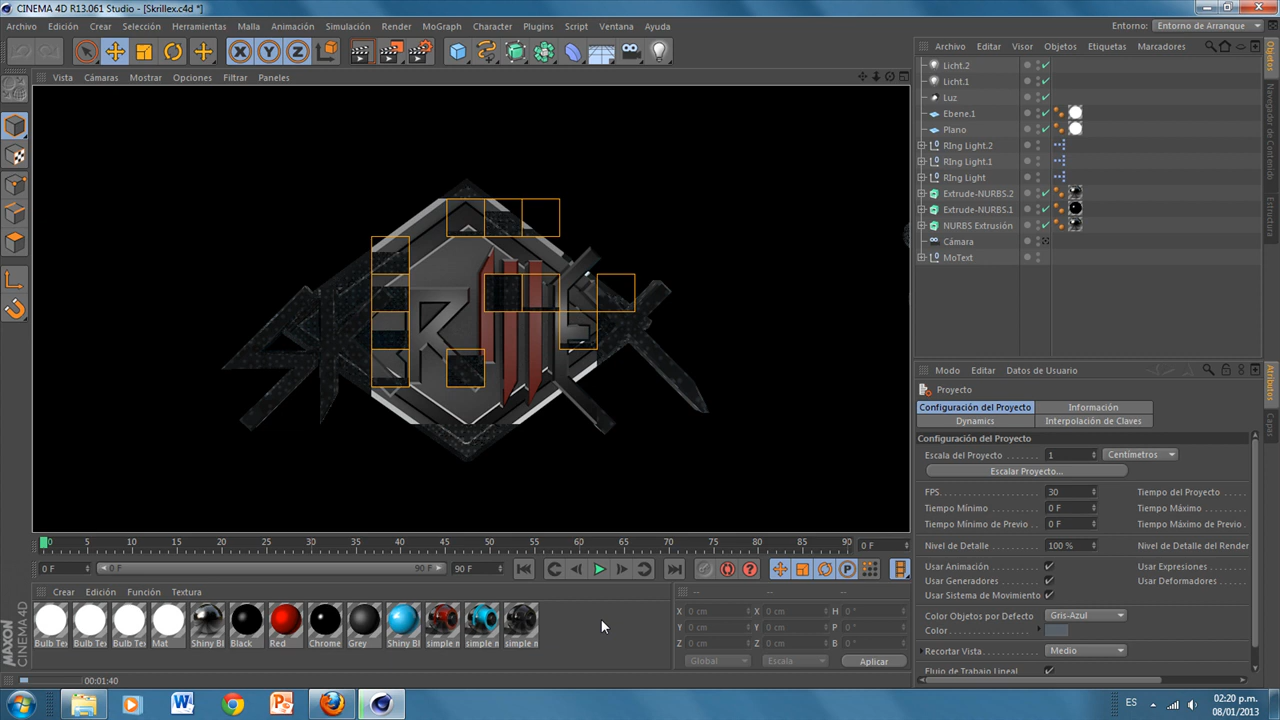 CINEMA 4D R13.061 Studio - [Skrillex.c4d *]
Archivo Edición Crear Selección Herramientas Malla Animación Simulación Render MoGraph Character Plugins Script Ventana Ayuda
Entorno: Entorno de Arranque
X Y Z
Archivo Editar Visor Objetos Etiquetas Marcadores
Vista Cámaras Mostrar Opciones Filtrar Paneles
Licht.2
Licht.1
Luz
Ebene.1
Plano
RIng Light.2
RIng Light.1
RIng Light
Extrude-NURBS.2
Extrude-NURBS.1
NURBS Extrusión
Cámara
MoText
Objetos
Navegador de Contenido
Estructura
Modo Editar Datos de Usuario
Atributos
Capas
Proyecto
Configuración del Proyecto Información
Dynamics Interpolación de Claves
Configuración del Proyecto
Escala del Proyecto 1 Centímetros
Escalar Proyecto...
FPS 30 Tiempo del Proyecto
Tiempo Mínimo 0 F Tiempo Máximo
Tiempo Mínimo de Previo 0 F Tiempo Máximo de Previo
Nivel de Detalle 100 % Nivel de Detalle del Render
Usar Animación Usar Expresiones
Usar Generadores Usar Deformadores
Usar Sistema de Movimiento
Color Objetos por Defecto Gris-Azul
Color
Recortar Vista Medio
Flujo de Trabajo Lineal
0 5 10 15 20 25 30 35 40 45 50 55 60 65 70 75 80 85 90 0 F
0 F 0 F 90 F 90 F
P
Crear Edición Función Textura
Bulb Te Bulb Te Bulb Te Mat Shiny Bl Black Red Chrome Grey Shiny Bl simple n simple n simple n
-- -- --
X 0 cm X 0 cm H 0 °
Y 0 cm Y 0 cm P 0 °
Z 0 cm Z 0 cm B 0 °
Global Escala Aplicar
MAXON CINEMA 4D
00:01:40
ES
02:20 p.m.
08/01/2013